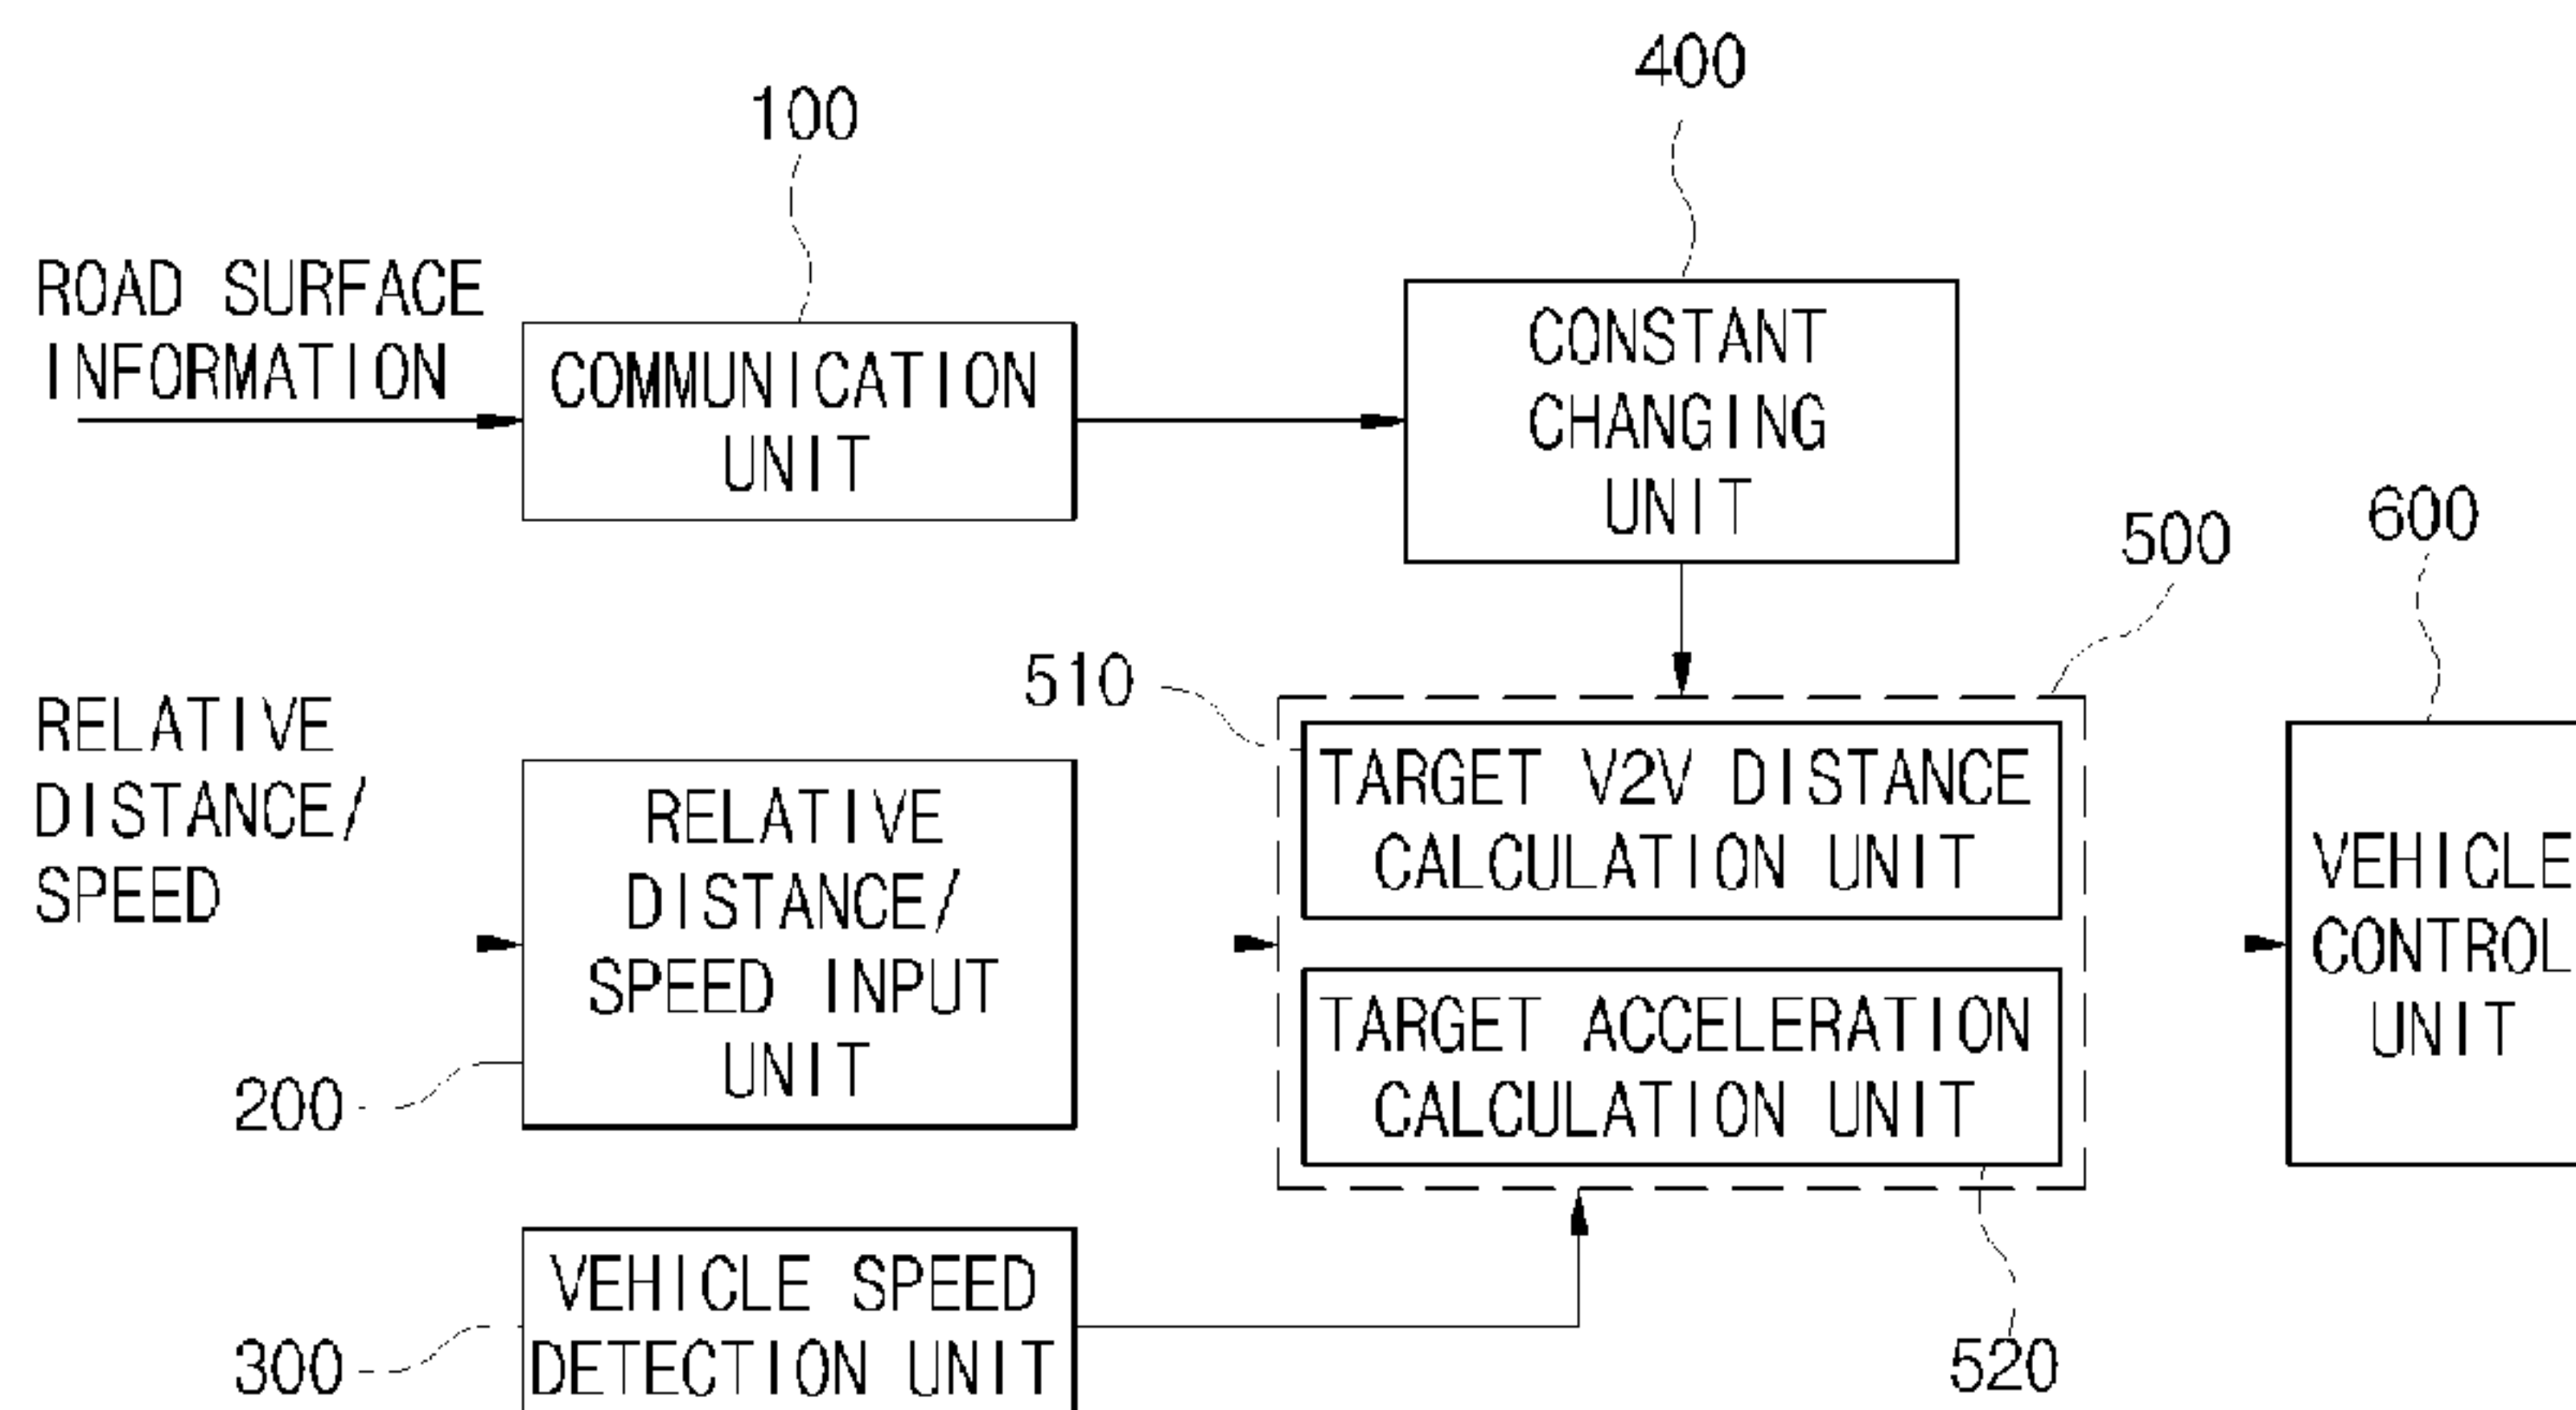 400
100
ROAD SURFACE
INFORMATION
COMMUNICATION
UNIT
CONSTANT
CHANGING
UNIT
500
600
510
RELATIVE
DISTANCE/
SPEED
RELATIVE
DISTANCE/
SPEED INPUT
UNIT
200
TARGET V2V DISTANCE
CALCULATION UNIT
TARGET ACCELERATION
CALCULATION UNIT
VEHICLE
CONTROL
UNIT
VEHICLE SPEED
DETECTION UNIT
300
520